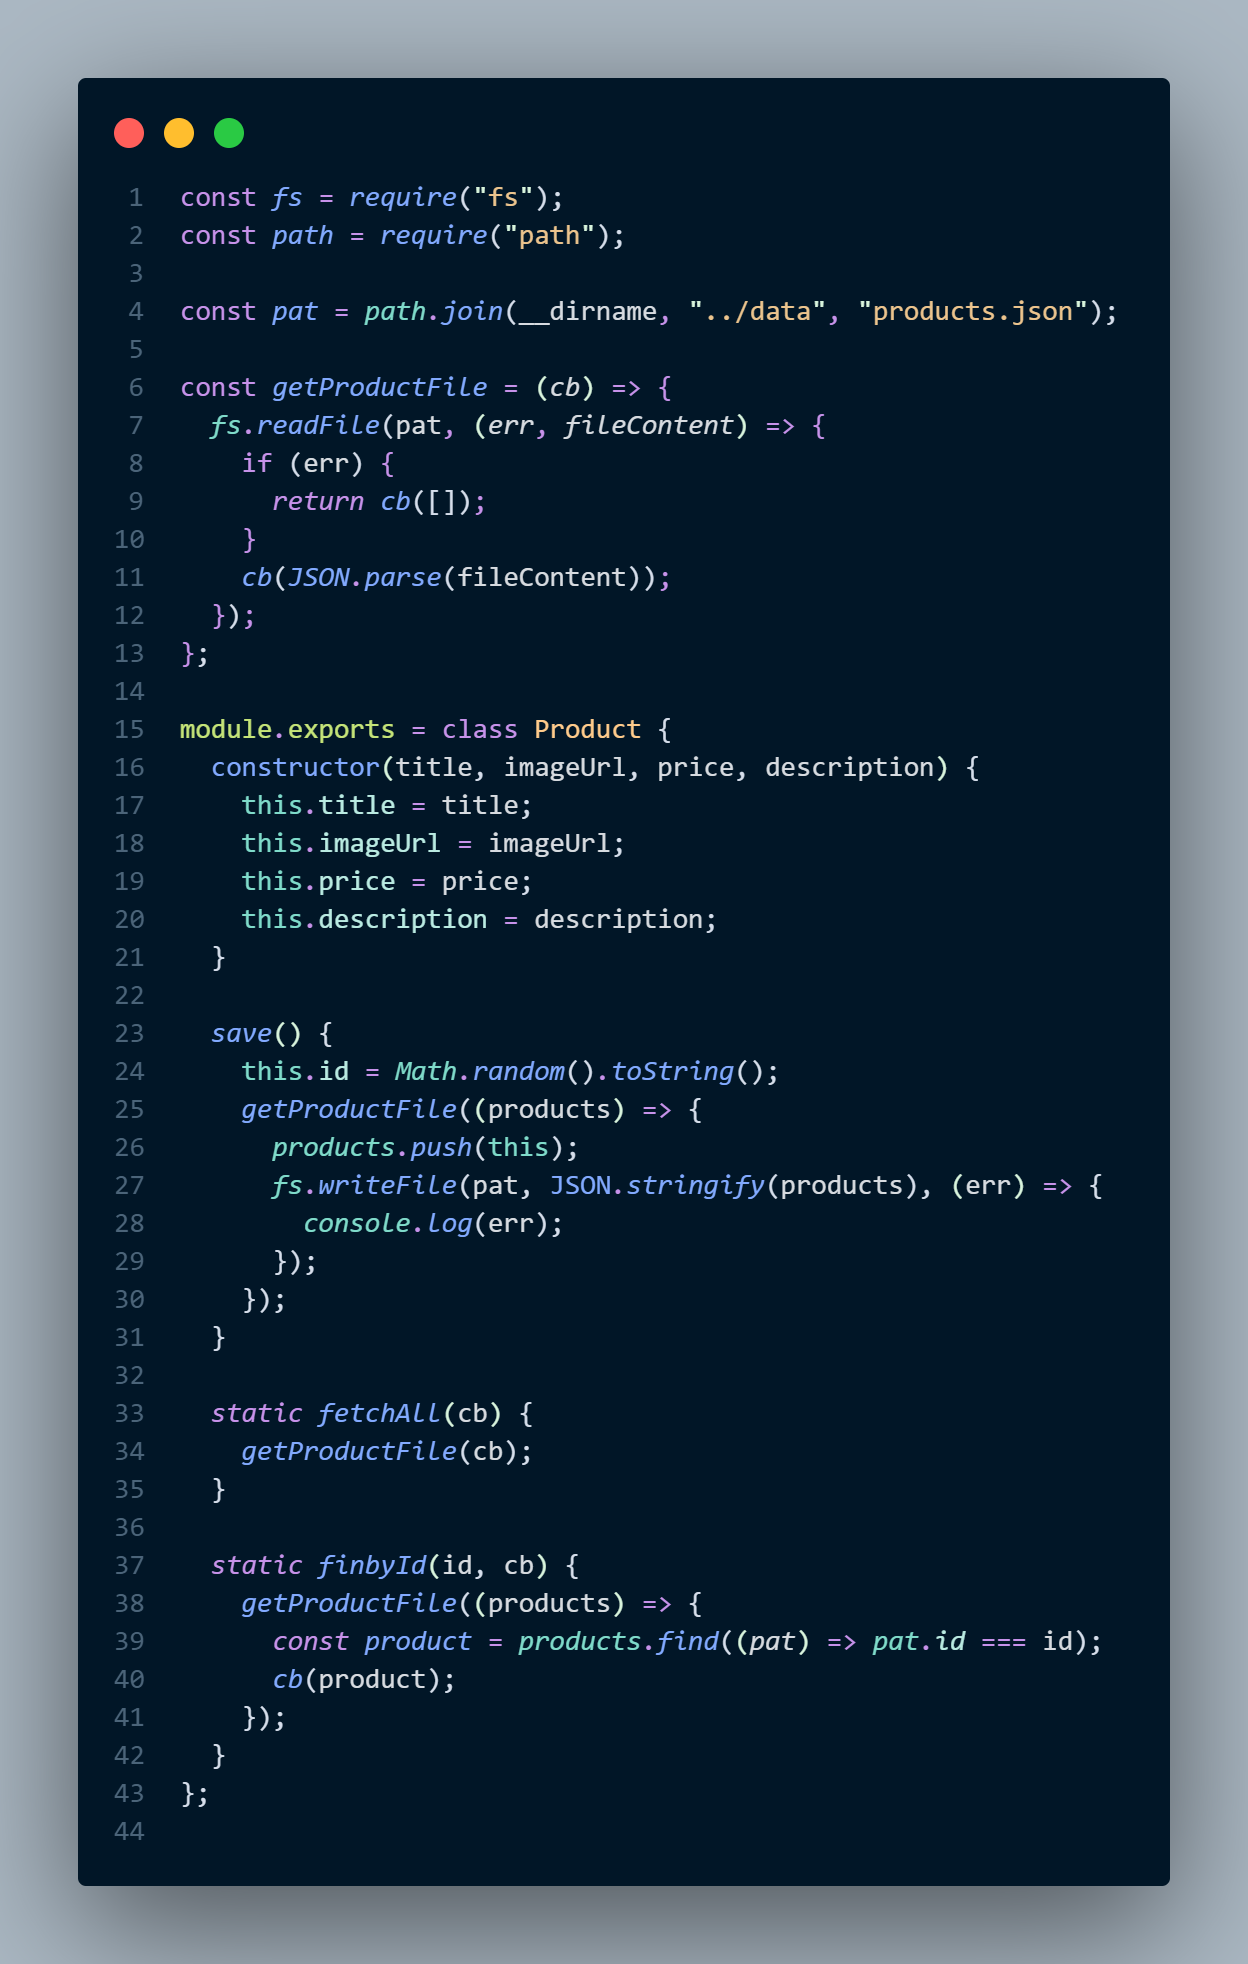 1 const fs = require("fs");
2 const path = require("path");
3
4 const pat = path.join(__dirname, "../data", "products.json");
5
6 const getProductFile = (cb) => {
7   fs.readFile(pat, (err, fileContent) => {
8     if (err) {
9       return cb([]);
10     }
11     cb(JSON.parse(fileContent));
12   });
13 };
14
15 module.exports = class Product {
16   constructor(title, imageUrl, price, description) {
17     this.title = title;
18     this.imageUrl = imageUrl;
19     this.price = price;
20     this.description = description;
21   }
22
23   save() {
24     this.id = Math.random().toString();
25     getProductFile((products) => {
26       products.push(this);
27       fs.writeFile(pat, JSON.stringify(products), (err) => {
28         console.log(err);
29       });
30     });
31   }
32
33   static fetchAll(cb) {
34     getProductFile(cb);
35   }
36
37   static finbyId(id, cb) {
38     getProductFile((products) => {
39       const product = products.find((pat) => pat.id === id);
40       cb(product);
41     });
42   }
43 };
44